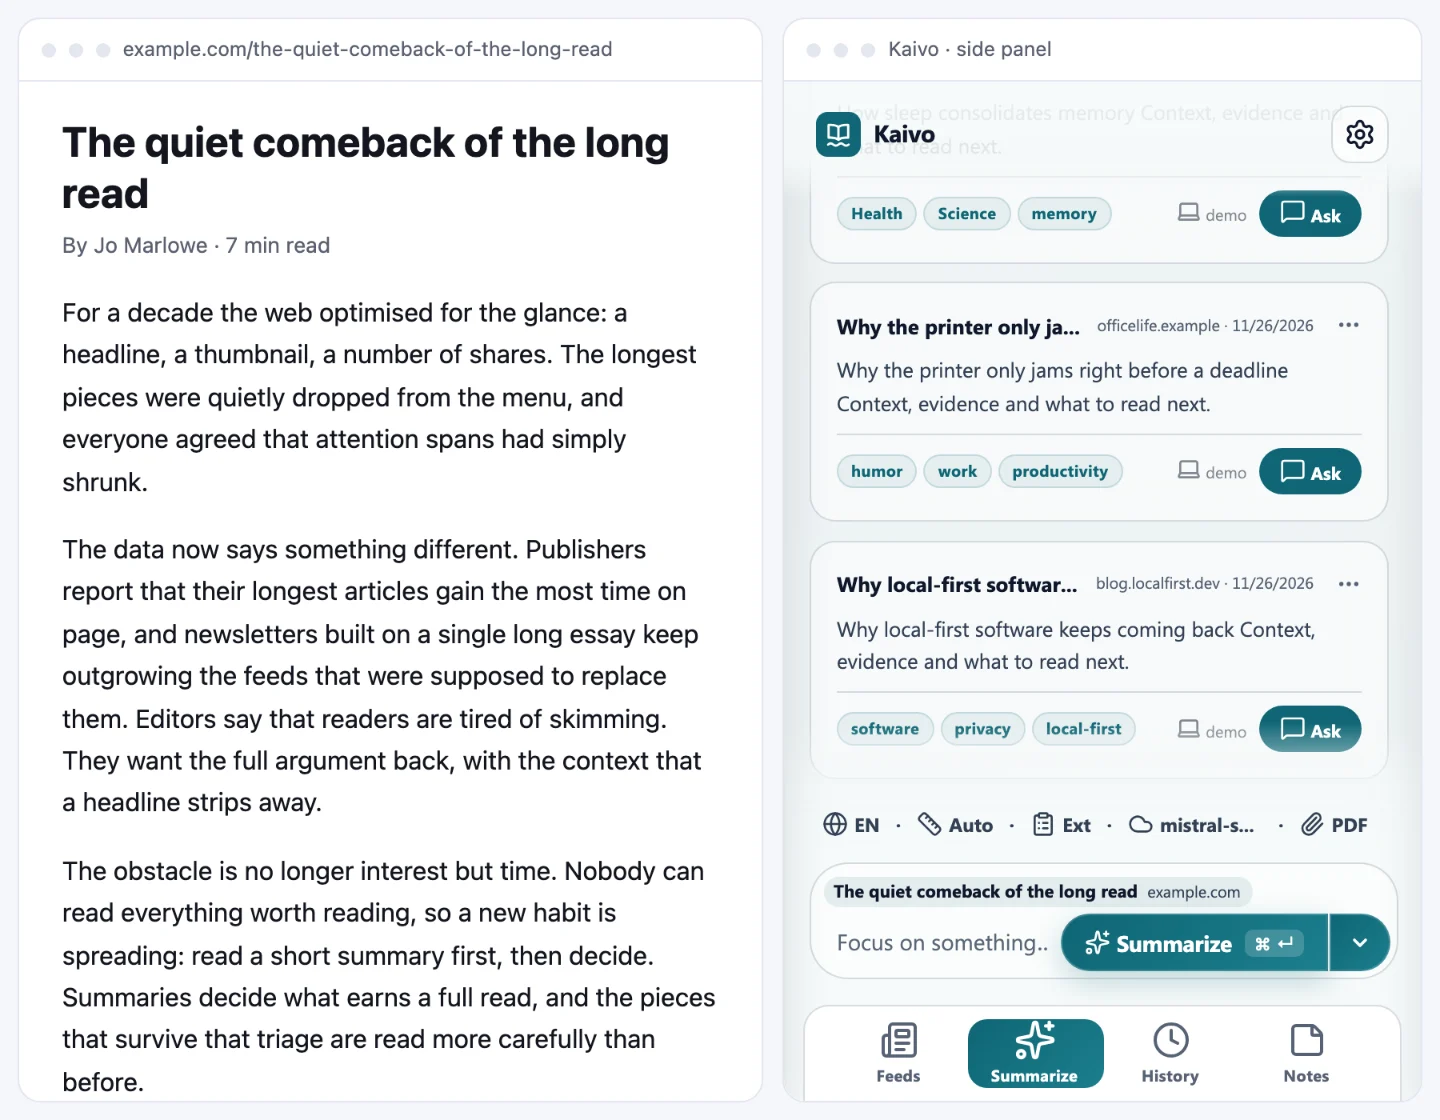 example.com/the-quiet-comeback-of-the-long-read
The quiet comeback of the long
read
By Jo Marlowe · 7 min read
For a decade the web optimised for the glance: a
headline, a thumbnail, a number of shares. The longest
pieces were quietly dropped from the menu, and
everyone agreed that attention spans had simply
shrunk.
The data now says something different. Publishers
report that their longest articles gain the most time on
page, and newsletters built on a single long essay keep
outgrowing the feeds that were supposed to replace
them. Editors say that readers are tired of skimming.
They want the full argument back, with the context that
a headline strips away.
The obstacle is no longer interest but time. Nobody can
read everything worth reading, so a new habit is
spreading: read a short summary first, then decide.
Summaries decide what earns a full read, and the pieces
that survive that triage are read more carefully than
before.
Kaivo · side panel
How sleep consolidates memory Context, evidence and
Kaivo
what to read next.
Health Science memory demo Ask
Why the printer only ja... officelife.example · 11/26/2026
Why the printer only jams right before a deadline
Context, evidence and what to read next.
humor work productivity demo Ask
Why local-first softwar... blog.localfirst.dev · 11/26/2026
Why local-first software keeps coming back Context,
evidence and what to read next.
software privacy local-first demo Ask
EN · Auto · Ext · mistral-s... · PDF
The quiet comeback of the long read example.com
Focus on something.. Summarize ⌘ ↵
Feeds Summarize History Notes